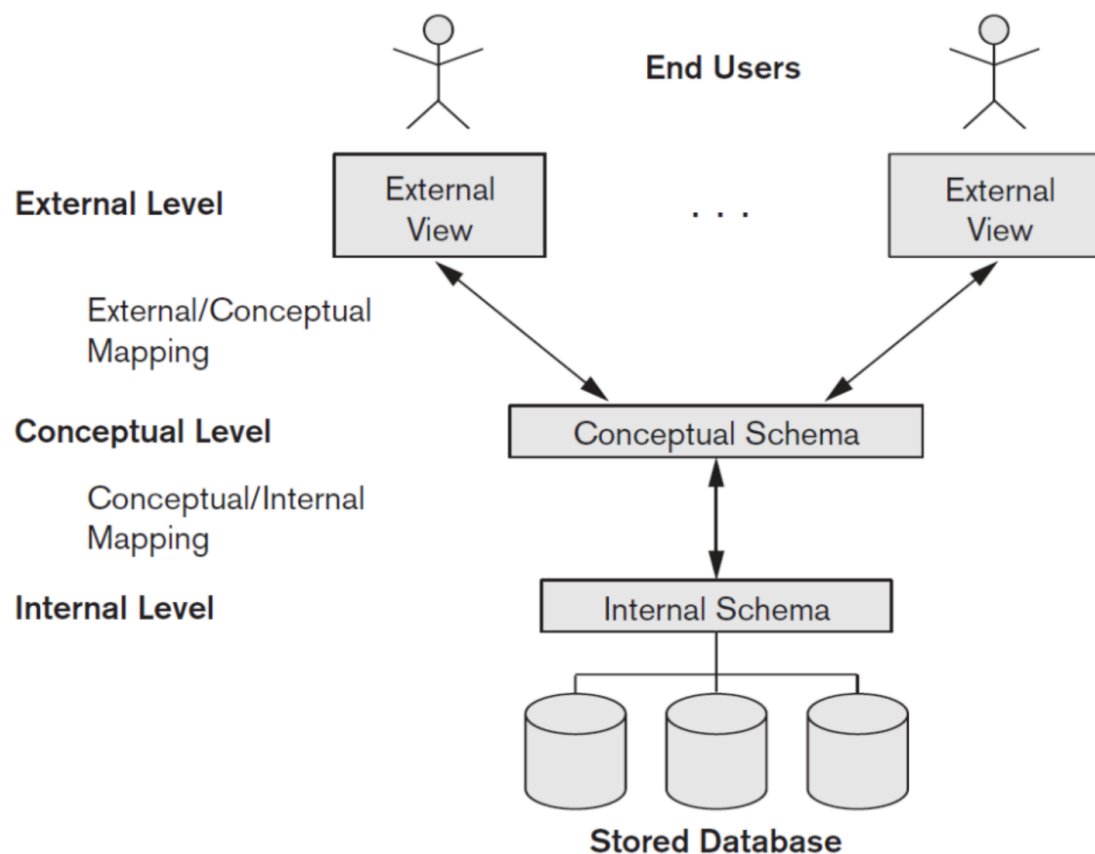 End Users
External Level
External
View
. . .
External
View
External/Conceptual
Mapping
Conceptual Level
Conceptual Schema
Conceptual/Internal
Mapping
Internal Level
Internal Schema
Stored Database